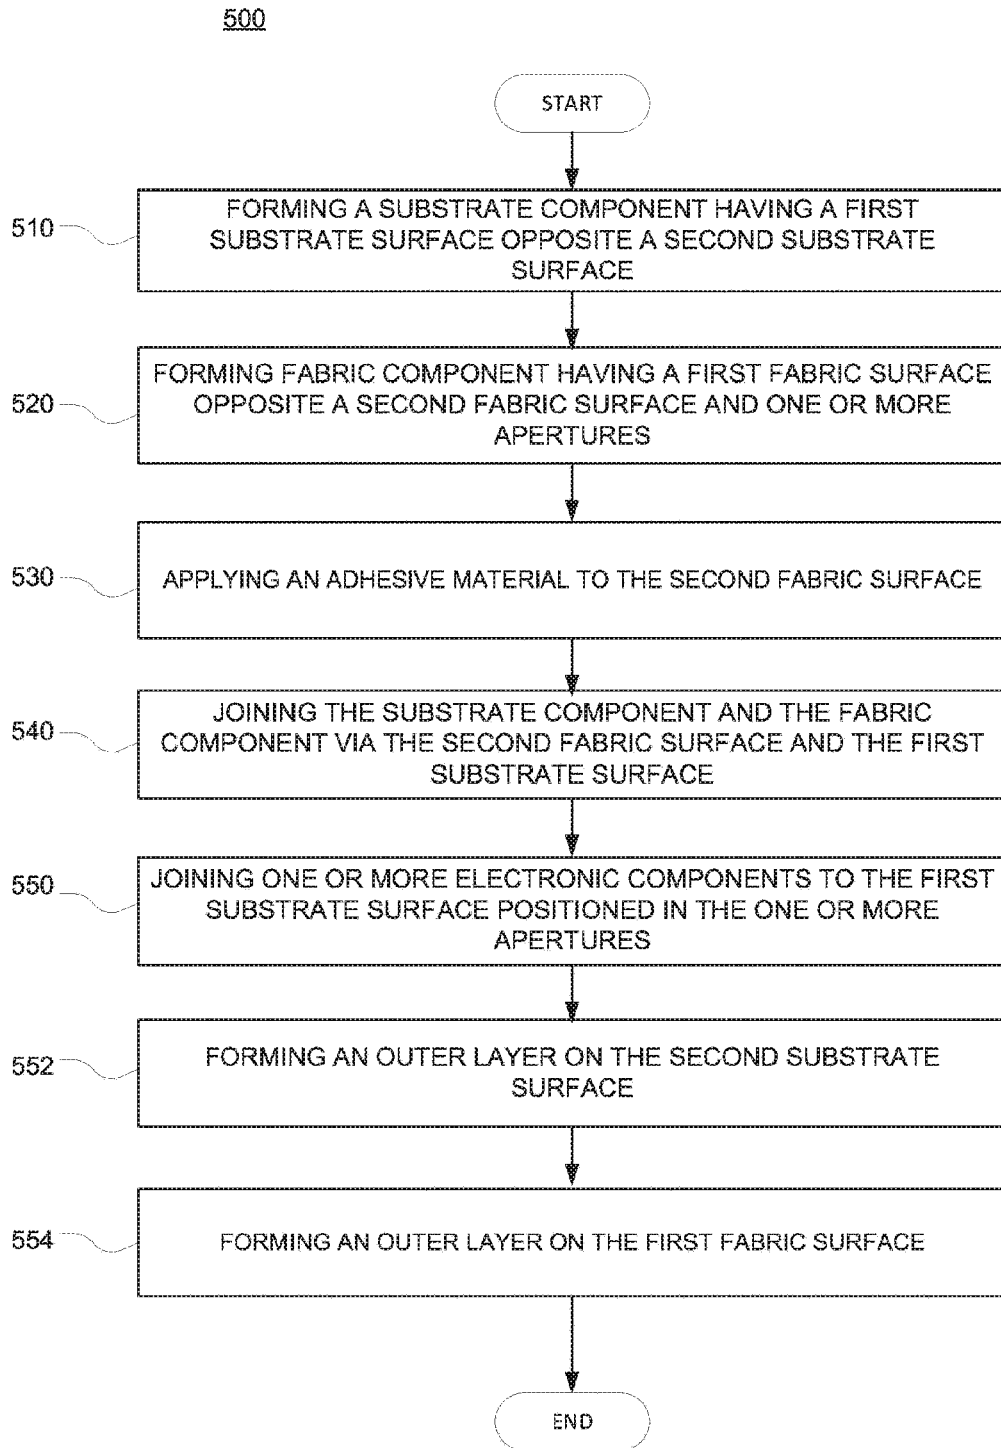 500
START
510
FORMING A SUBSTRATE COMPONENT HAVING A FIRST
SUBSTRATE SURFACE OPPOSITE A SECOND SUBSTRATE
SURFACE
520
FORMING FABRIC COMPONENT HAVING A FIRST FABRIC SURFACE
OPPOSITE A SECOND FABRIC SURFACE AND ONE OR MORE
APERTURES
530
APPLYING AN ADHESIVE MATERIAL TO THE SECOND FABRIC SURFACE
540
JOINING THE SUBSTRATE COMPONENT AND THE FABRIC
COMPONENT VIA THE SECOND FABRIC SURFACE AND THE FIRST
SUBSTRATE SURFACE
550
JOINING ONE OR MORE ELECTRONIC COMPONENTS TO THE FIRST
SUBSTRATE SURFACE POSITIONED IN THE ONE OR MORE
APERTURES
552
FORMING AN OUTER LAYER ON THE SECOND SUBSTRATE
SURFACE
554
FORMING AN OUTER LAYER ON THE FIRST FABRIC SURFACE
END